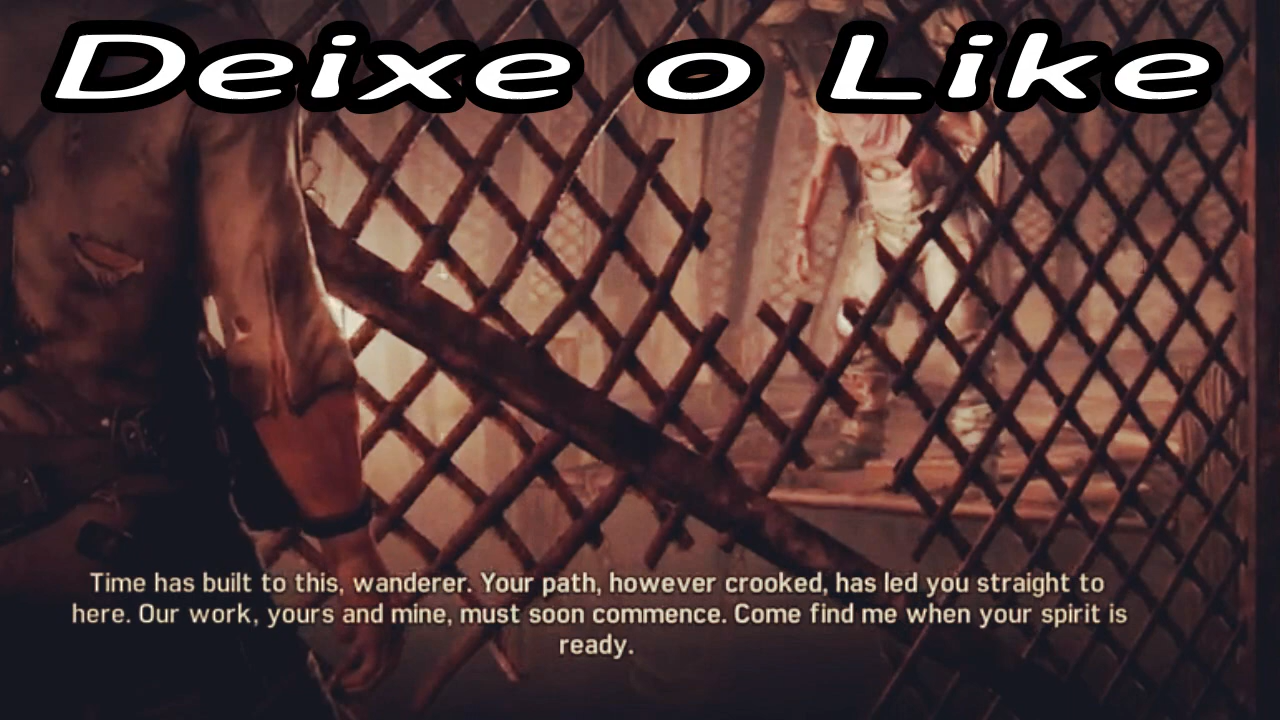 Deixe o Like
Time has built to this, wanderer. Your path, however crooked, has led you straight to
here. Our work, yours and mine, must soon commence. Come find me when your spirit is
ready.